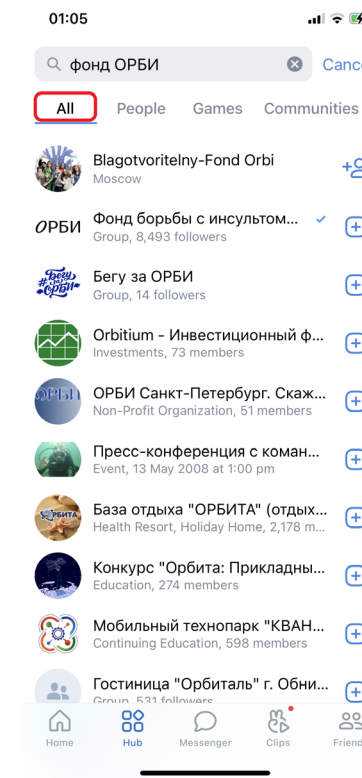 01:05
фонд ОРБИ
Cance
All People Games Communities
Blagotvoritelny-Fond Orbi
Moscow
ОРБИ
Фонд борьбы с инсультом...
Group, 8,493 followers
#Бегу за ОРБИ
Бегу за ОРБИ
Group, 14 followers
Orbitium - Инвестиционный ф...
Investments, 73 members
ОРБИ
ОРБИ Санкт-Петербург. Скаж...
Non-Profit Organization, 51 members
Пресс-конференция с коман...
Event, 13 May 2008 at 1:00 pm
ОРБИТА
База отдыха "ОРБИТА" (отдых...
Health Resort, Holiday Home, 2,178 m...
Конкурс "Орбита: Прикладны...
Education, 274 members
Мобильный технопарк "КВАН...
Continuing Education, 598 members
Гостиница "Орбиталь" г. Обни...
Group, 531 followers
Home Hub Messenger Clips Friend